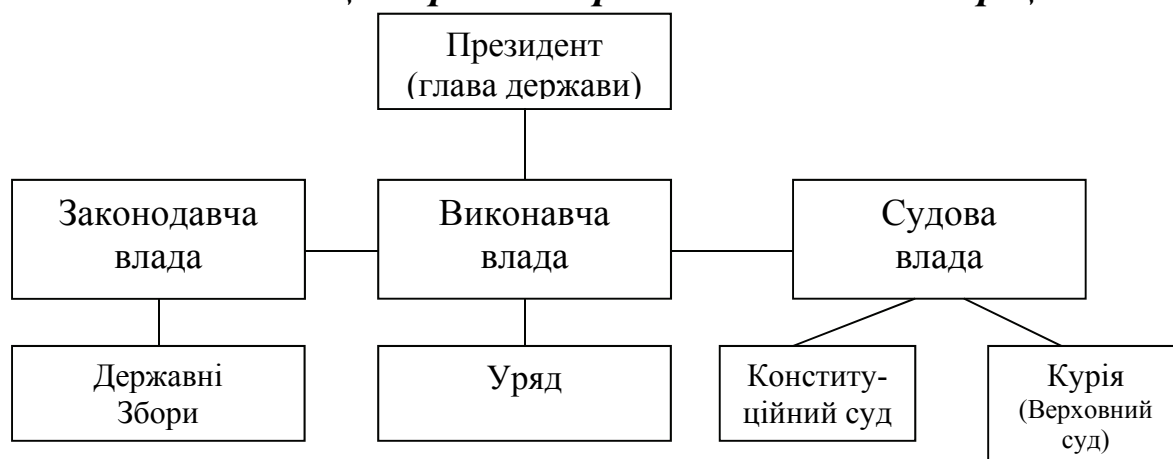 Президент
(глава держави)
Законодавча
влада
Виконавча
влада
Судова
влада
Державні
Збори
Уряд
Конститу-
ційний суд
Курія
(Верховний
суд)